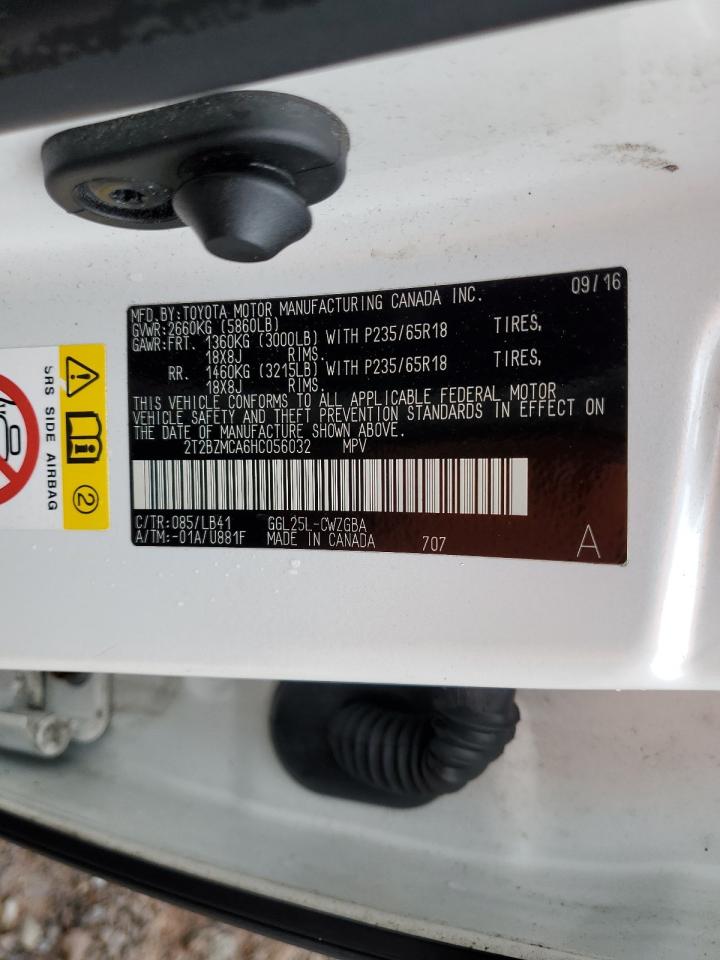 MFD. BY: TOYOTA MOTOR MANUFACTURING CANADA INC. 09/16
GVWR: 2660KG (5860LB)
GAWR: FRT. 1360KG (3000LB) WITH P235/65R18 TIRES,
18X8J RIMS.
RR. 1460KG (3215LB) WITH P235/65R18 TIRES,
18X8J RIMS.
THIS VEHICLE CONFORMS TO ALL APPLICABLE FEDERAL MOTOR
VEHICLE SAFETY AND THEFT PREVENTION STANDARDS IN EFFECT ON
THE DATE OF MANUFACTURE SHOWN ABOVE.
2T2BZMCA6HC056032 MPV
C/TR: 085/LB41 GGL25L-CWZGBA
A/TM: -01A/U881F MADE IN CANADA 707 A
SRS SIDE AIRBAG
2